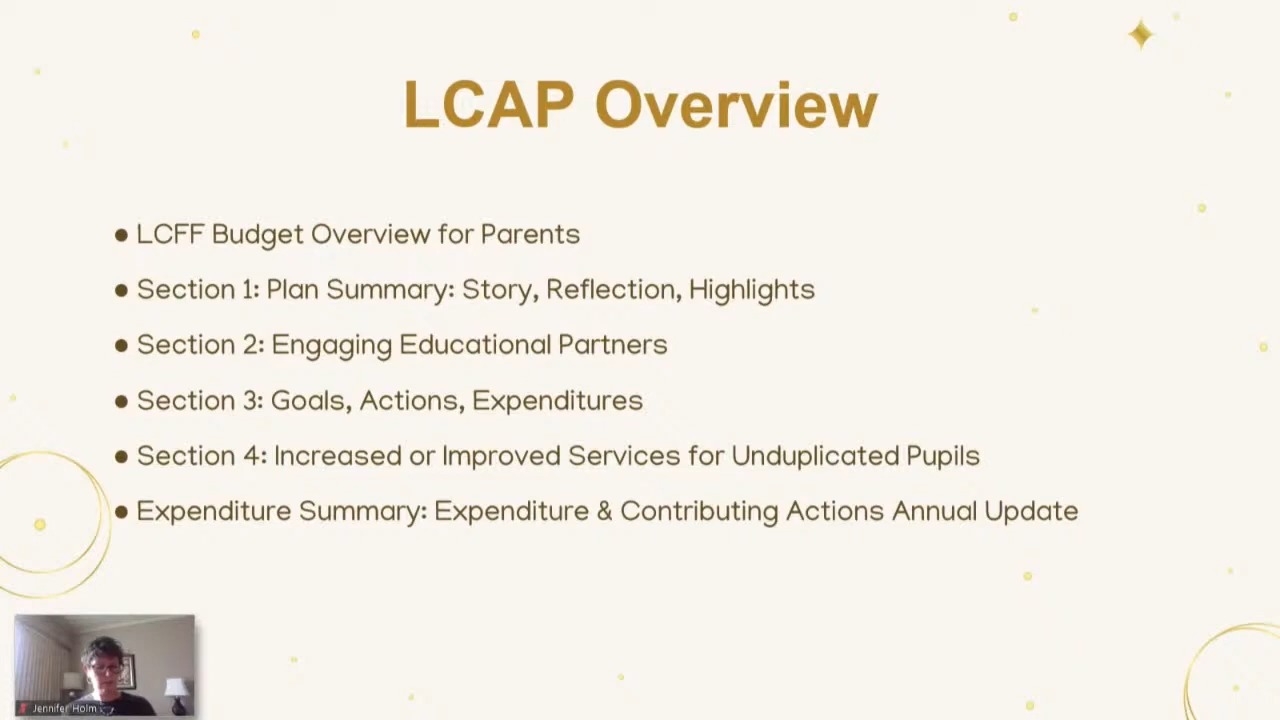 LCAP Overview
● LCFF Budget Overview for Parents
● Section 1: Plan Summary: Story, Reflection, Highlights
● Section 2: Engaging Educational Partners
● Section 3: Goals, Actions, Expenditures
● Section 4: Increased or Improved Services for Unduplicated Pupils
● Expenditure Summary: Expenditure & Contributing Actions Annual Update
Jennifer Holm